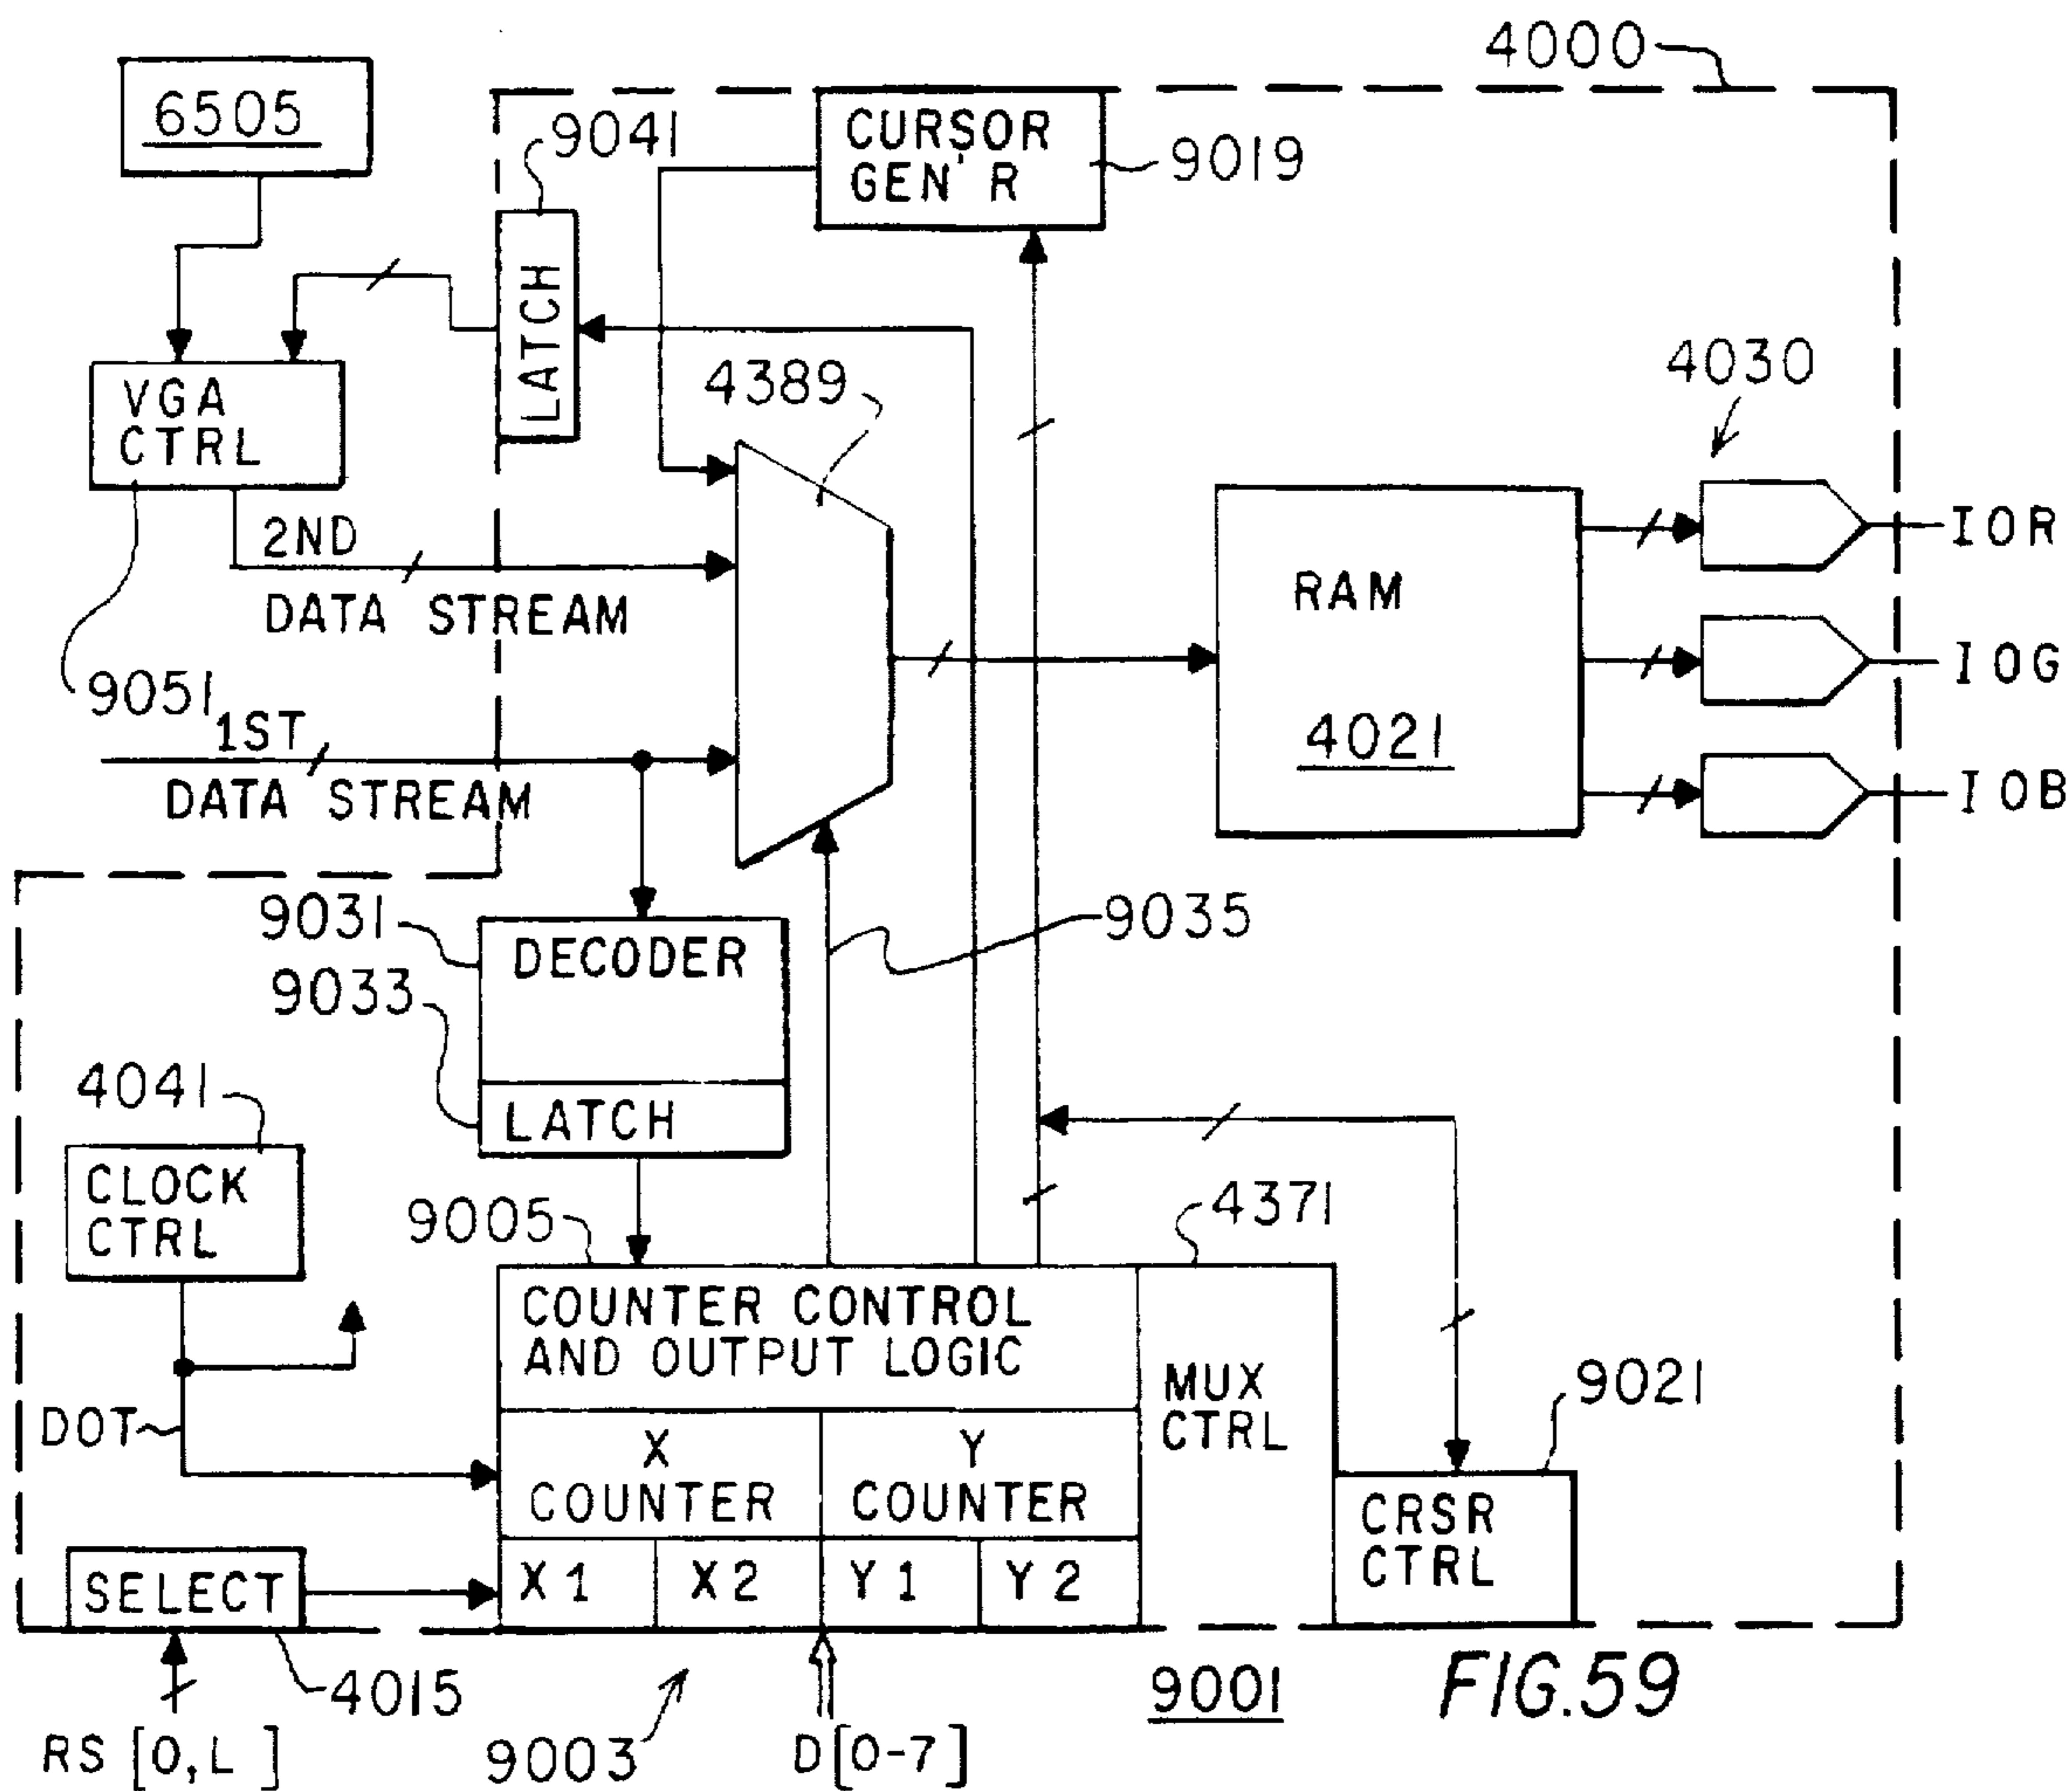 4000
6505
9041
CURSOR
GEN'R
9019
LATCH
4389
4030
VGA
CTRL
2ND
DATA STREAM
IOR
RAM
9051
IOG
1ST
4021
DATA STREAM
IOB
9031
DECODER
9035
9033
4041
LATCH
CLOCK
CTRL
9005
4371
COUNTER CONTROL
AND OUTPUT LOGIC
MUX
CTRL
9021
DOT
X
COUNTER
Y
COUNTER
CRSR
CTRL
SELECT
X1
X2
Y1
Y2
4015
9001
FIG.59
RS [0,L ]
9003
D[0-7]